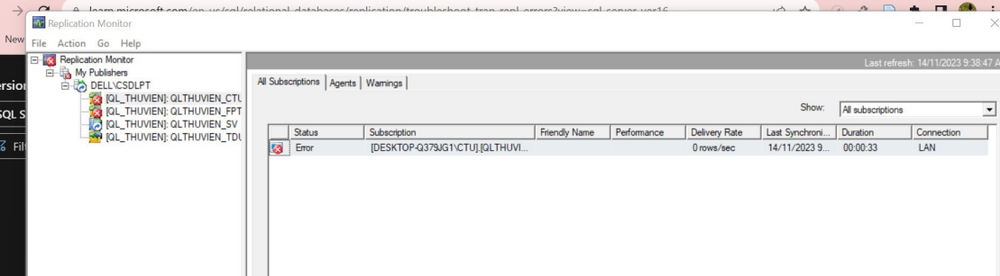 learn.microsoft.com/en-us/sql/relational-databases/replication/troubleshoot-tran-repl-errors?view=sql-server-ver16
Replication Monitor
New
File Action Go Help
Replication Monitor
My Publishers
DELL\CSDLPT
[QL_THUVIEN]: QLTHUVIEN_CTU
[QL_THUVIEN]: QLTHUVIEN_FPT
[QL_THUVIEN]: QLTHUVIEN_SV
[QL_THUVIEN]: QLTHUVIEN_TDU
ersion
SQL S
Filt
Last refresh: 14/11/2023 9:38:47 A
All Subscriptions Agents Warnings
Show: All subscriptions
Status Subscription Friendly Name Performance Delivery Rate Last Synchroni... Duration Connection
Error [DESKTOP-Q379JG1\CTU].[QLTHUVI... 0 rows/sec 14/11/2023 9... 00:00:33 LAN